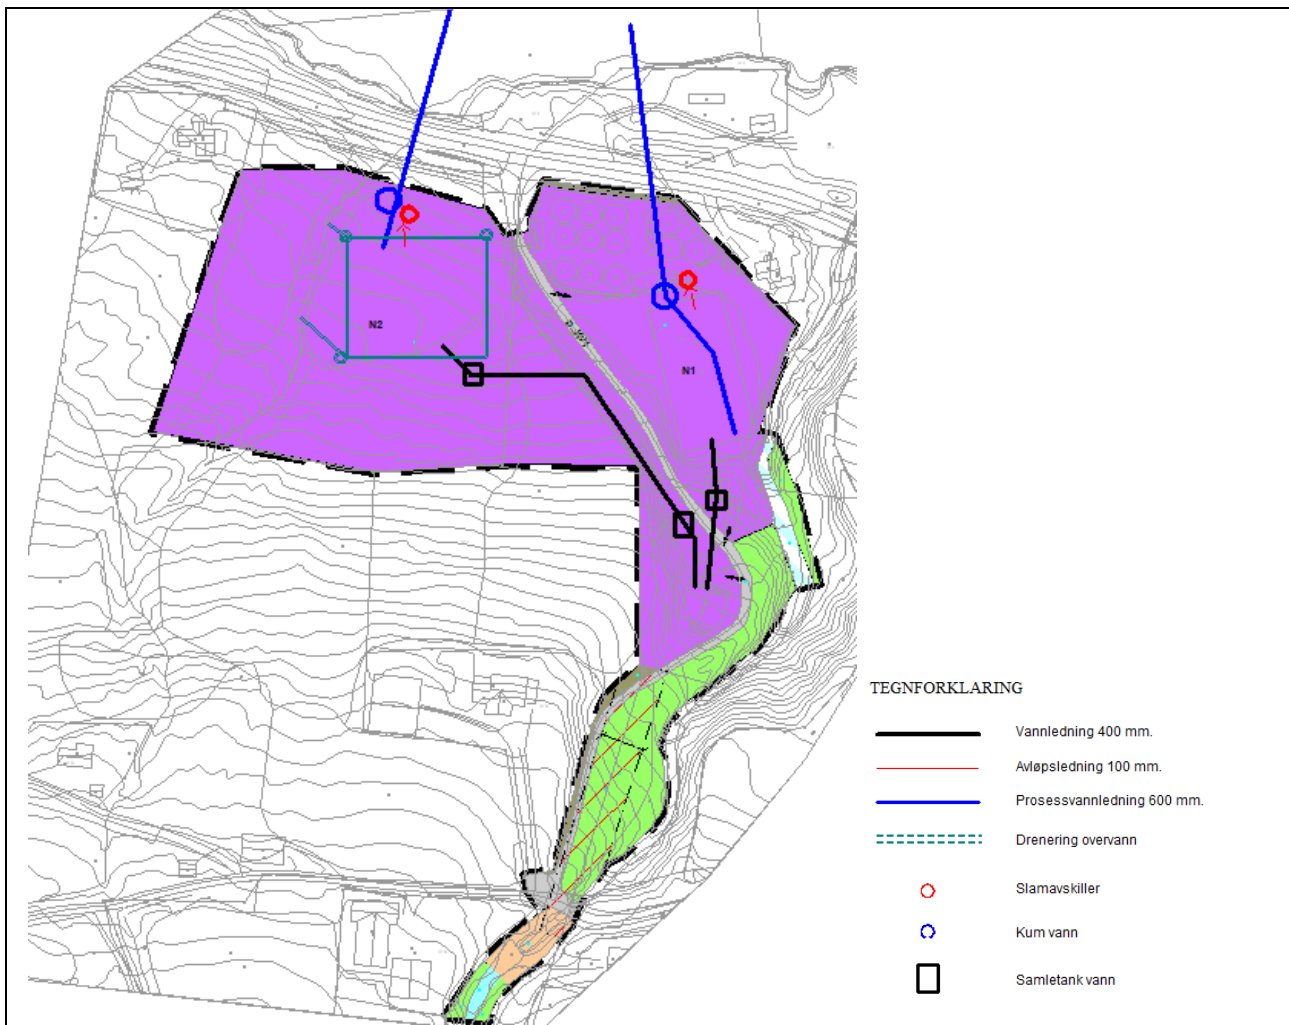 N2
N1
TEGNFORKLARING
Vannledning 400 mm.
Avløpsledning 100 mm.
Prosessvannledning 600 mm.
Drenering overvann
Slamavskiller
Kum vann
Samletank vann